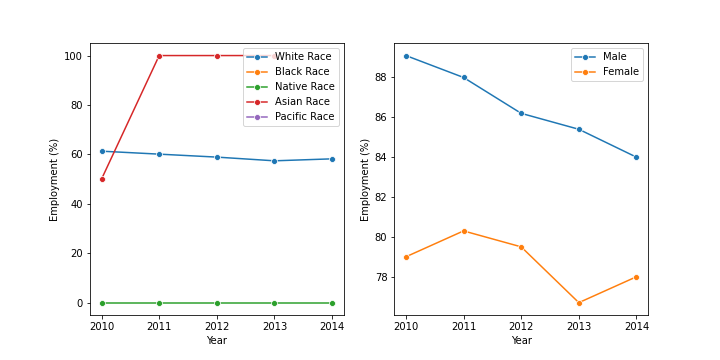 100
80
60
40
20
0
Employment (%)
2010 2011 2012 2013 2014
Year
White Race
Black Race
Native Race
Asian Race
Pacific Race
88
86
84
82
80
78
Employment (%)
2010 2011 2012 2013 2014
Year
Male
Female